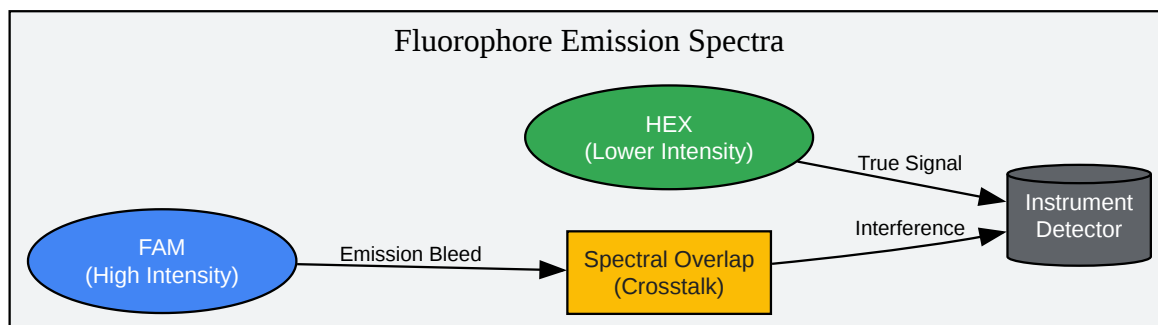 Fluorophore Emission Spectra
HEX
(Lower Intensity)
True Signal
Instrument
Detector
FAM
(High Intensity)
Emission Bleed
Spectral Overlap
(Crosstalk)
Interference